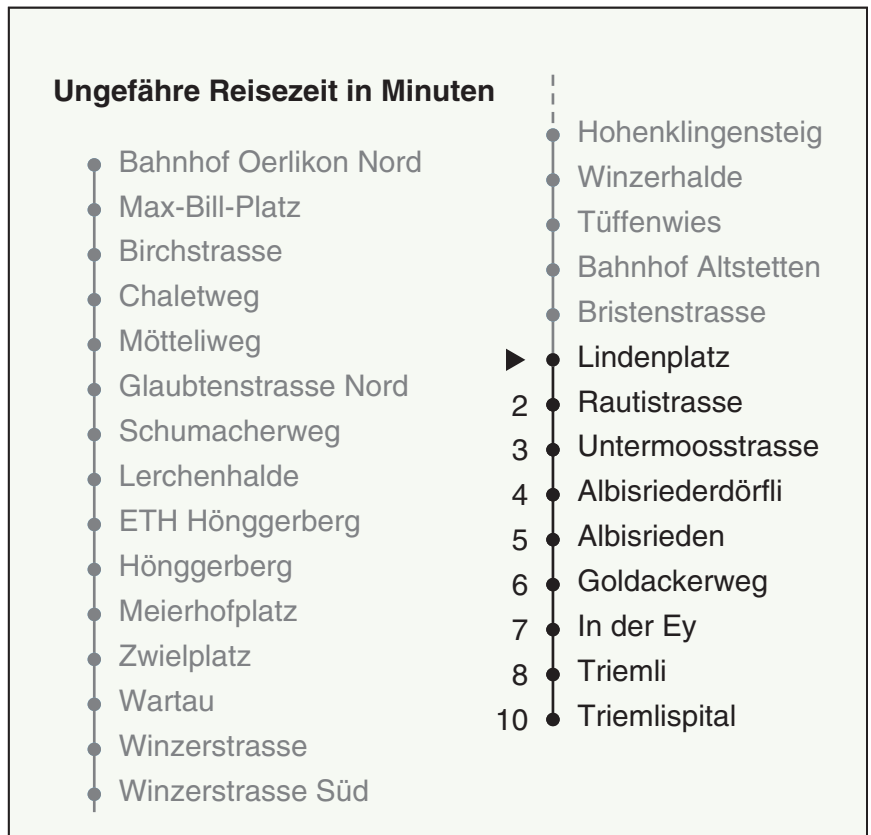 Ungefähre Reisezeit in Minuten
Bahnhof Oerlikon Nord
Max-Bill-Platz
Birchstrasse
Chaletweg
Mötteliweg
Glaubtenstrasse Nord
Schumacherweg
Lerchenhalde
ETH Hönggerberg
Hönggerberg
Meierhofplatz
Zwielplatz
Wartau
Winzerstrasse
Winzerstrasse Süd
Hohenklingensteig
Winzerhalde
Tüffenwies
Bahnhof Altstetten
Bristenstrasse
Lindenplatz
2 Rautistrasse
3 Untermoosstrasse
4 Albisriederdörfli
5 Albisrieden
6 Goldackerweg
7 In der Ey
8 Triemli
10 Triemlispital